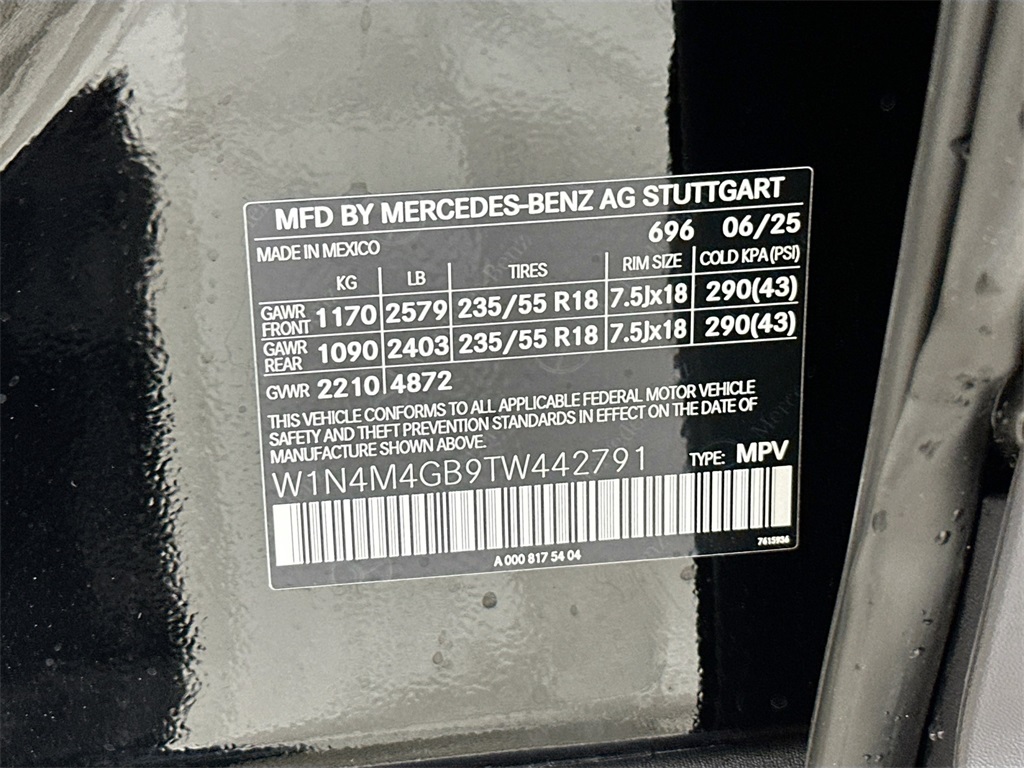 MFD BY MERCEDES-BENZ AG STUTTGART
696 06/25
MADE IN MEXICO
KG LB TIRES RIM SIZE COLD KPA (PSI)
GAWR FRONT 1170 2579 235/55 R18 7.5Jx18 290(43)
GAWR REAR 1090 2403 235/55 R18 7.5Jx18 290(43)
GVWR 2210 4872
THIS VEHICLE CONFORMS TO ALL APPLICABLE FEDERAL MOTOR VEHICLE
SAFETY AND THEFT PREVENTION STANDARDS IN EFFECT ON THE DATE OF
MANUFACTURE SHOWN ABOVE.
W1N4M4GB9TW442791 TYPE: MPV
7615936
A 000 817 54 04